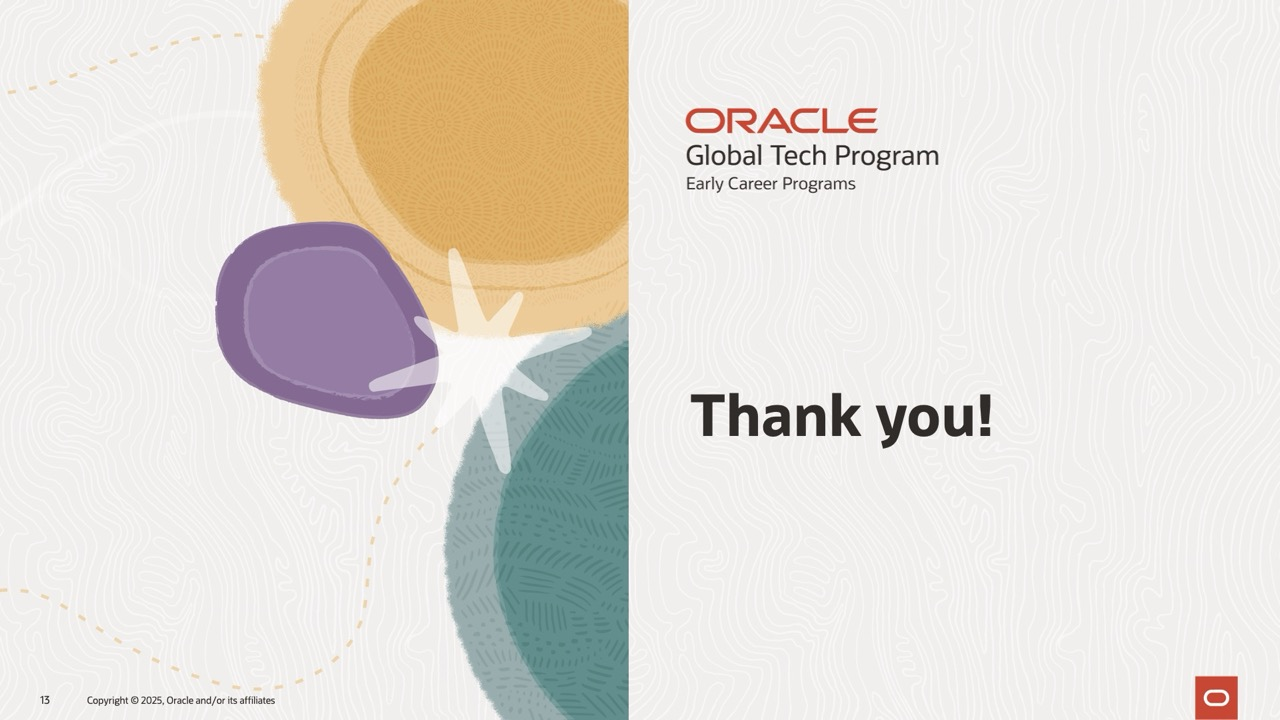 ORACLE
Global Tech Program
Early Career Programs
Thank you!
13 Copyright © 2025, Oracle and/or its affiliates